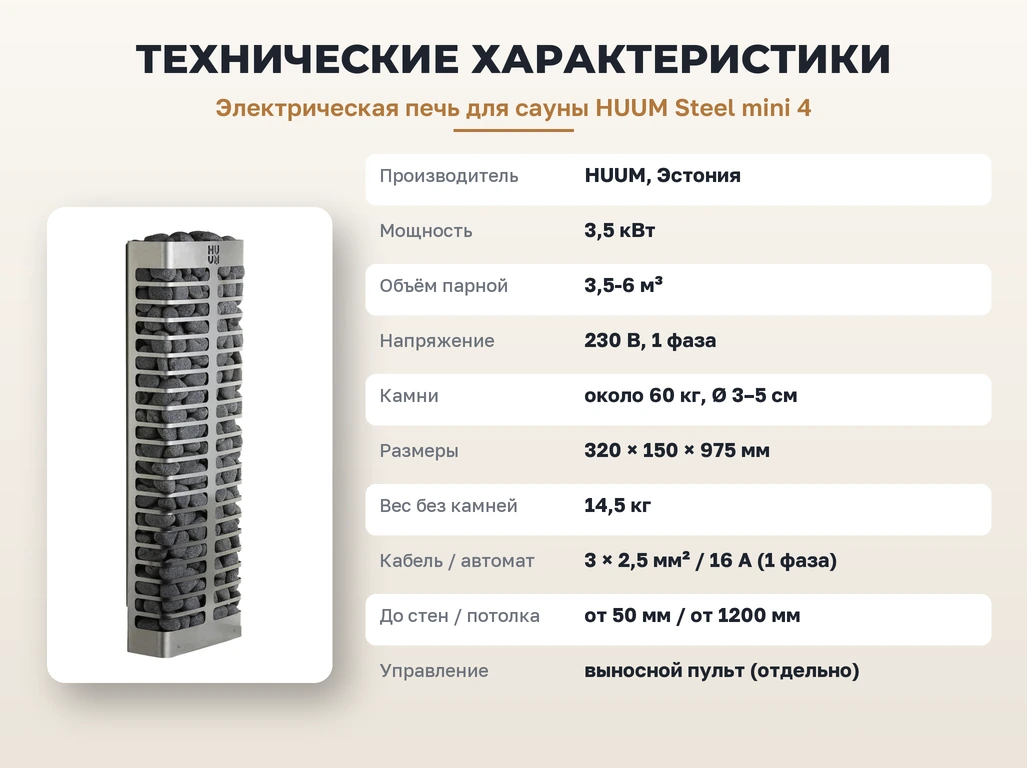 ТЕХНИЧЕСКИЕ ХАРАКТЕРИСТИКИ
Электрическая печь для сауны HUUM Steel mini 4
HU
UM
Производитель HUUM, Эстония
Мощность 3,5 кВт
Объём парной 3,5-6 м³
Напряжение 230 В, 1 фаза
Камни около 60 кг, Ø 3–5 см
Размеры 320 × 150 × 975 мм
Вес без камней 14,5 кг
Кабель / автомат 3 × 2,5 мм² / 16 А (1 фаза)
До стен / потолка от 50 мм / от 1200 мм
Управление выносной пульт (отдельно)